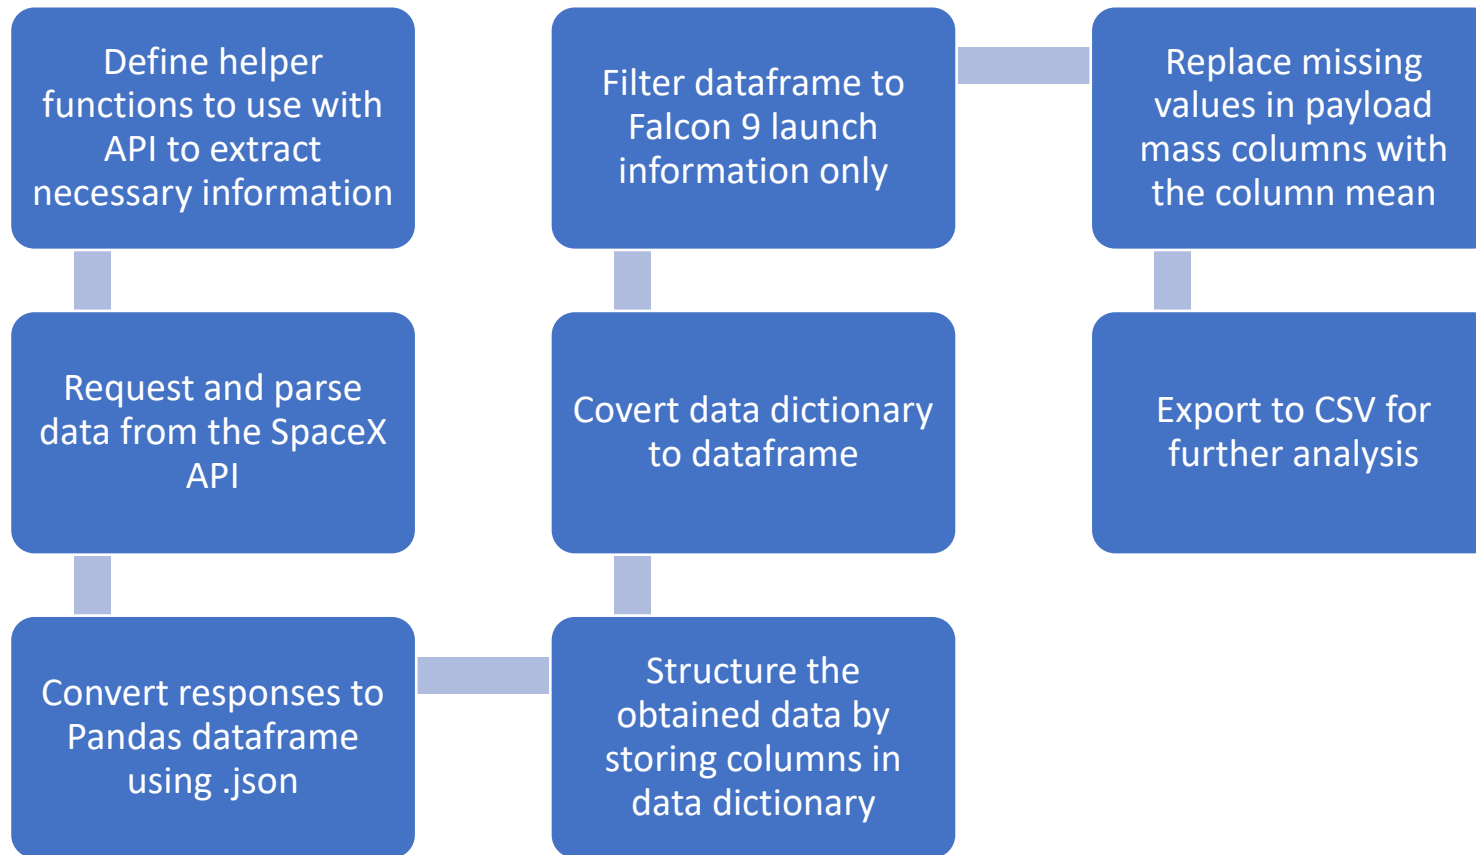 Define helper
functions to use with
API to extract
necessary information
Request and parse
data from the SpaceX
API
Convert responses to
Pandas dataframe
using .json
Structure the
obtained data by
storing columns in
data dictionary
Covert data dictionary
to dataframe
Filter dataframe to
Falcon 9 launch
information only
Replace missing
values in payload
mass columns with
the column mean
Export to CSV for
further analysis